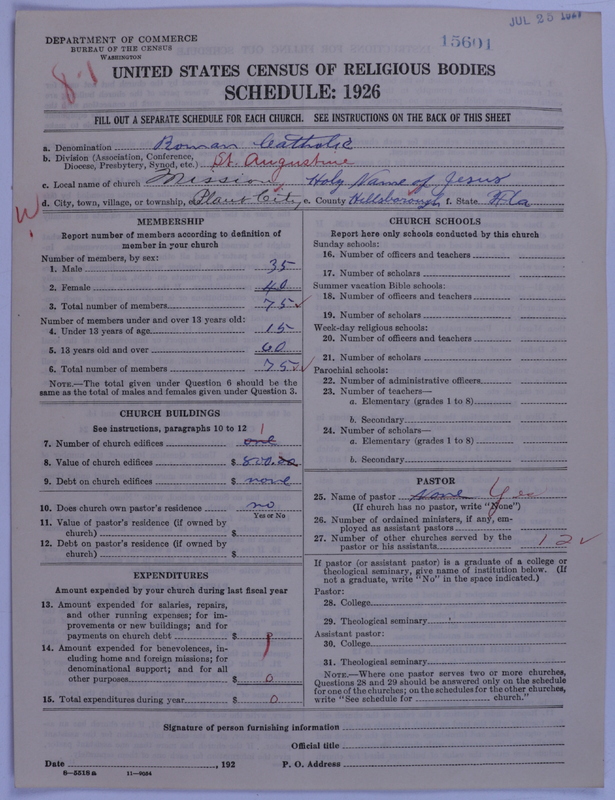 JUL 25 1927
DEPARTMENT OF COMMERCE
BUREAU OF THE CENSUS
WASHINGTON
15601
8-1
UNITED STATES CENSUS OF RELIGIOUS BODIES
SCHEDULE: 1926
FILL OUT A SEPARATE SCHEDULE FOR EACH CHURCH. SEE INSTRUCTIONS ON THE BACK OF THIS SHEET
a. Denomination Roman Catholic
b. Division (Association, Conference, Diocese, Presbytery, Synod, etc.) St. Augustine
c. Local name of church Mission Holy Name of Jesus
W
d. City, town, village, or township, Plant City e. County Hillsborough f. State Fla
MEMBERSHIP
Report number of members according to definition of
member in your church
Number of members, by sex:
1. Male 35
2. Female 40
3. Total number of members 75 ✓
Number of members under and over 13 years old:
4. Under 13 years of age 15
5. 13 years old and over 60
6. Total number of members 75 ✓
NOTE.—The total given under Question 6 should be the
same as the total of males and females given under Question 3.
CHURCH BUILDINGS
See instructions, paragraphs 10 to 12
7. Number of church edifices one 1
8. Value of church edifices $ 800.00
9. Debt on church edifices $ none
10. Does church own pastor's residence no
Yes or No
11. Value of pastor's residence (if owned by
church) $
12. Debt on pastor's residence (if owned by
church) $
EXPENDITURES
Amount expended by your church during last fiscal year
13. Amount expended for salaries, repairs,
and other running expenses; for im-
provements or new buildings; and for
payments on church debt $
14. Amount expended for benevolences, in-
cluding home and foreign missions; for
denominational support; and for all
other purposes $ 0
15. Total expenditures during year $ 0
CHURCH SCHOOLS
Report here only schools conducted by this church
Sunday schools:
16. Number of officers and teachers
17. Number of scholars
Summer vacation Bible schools:
18. Number of officers and teachers
19. Number of scholars
Week-day religious schools:
20. Number of officers and teachers
21. Number of scholars
Parochial schools:
22. Number of administrative officers
23. Number of teachers—
a. Elementary (grades 1 to 8)
b. Secondary
24. Number of scholars—
a. Elementary (grades 1 to 8)
b. Secondary
PASTOR
25. Name of pastor None Yes
(If church has no pastor, write "None")
26. Number of ordained ministers, if any, em-
ployed as assistant pastors
27. Number of other churches served by the
pastor or his assistants 12 ✓
If pastor (or assistant pastor) is a graduate of a college or
theological seminary, give name of institution below. (If
not a graduate, write "No" in the space indicated.)
Pastor:
28. College
29. Theological seminary
Assistant pastor:
30. College
31. Theological seminary
NOTE.—Where one pastor serves two or more churches,
Questions 28 and 29 should be answered only on the schedule
for one of the churches; on the schedules for the other churches,
write "See schedule for church."
Signature of person furnishing information
Official title
Date , 192 P. O. Address
8—5518 a 11—9064